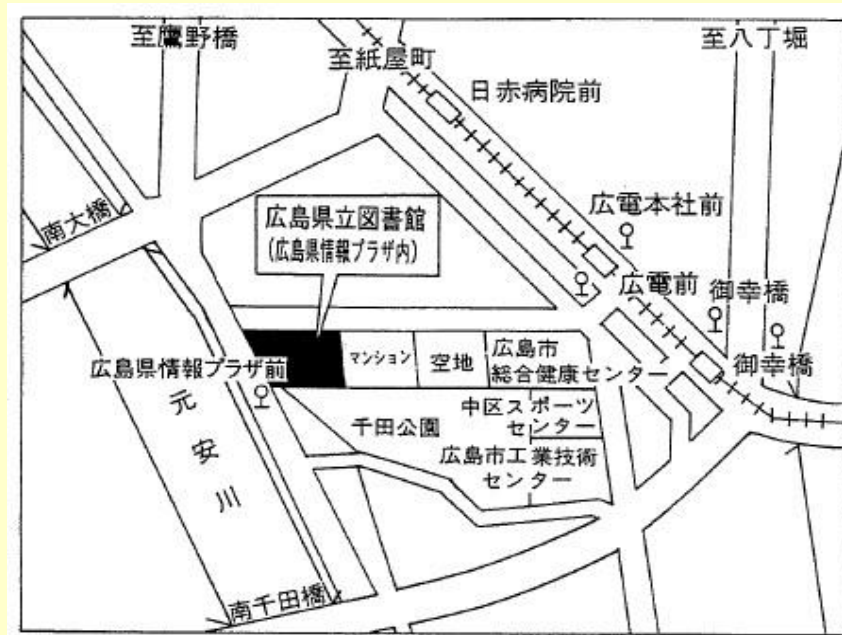 至鷹野橋
至紙屋町
至八丁堀
日赤病院前
南大橋
広島県立図書館
(広島県情報プラザ内)
広電本社前
広電前
御幸橋
御幸橋
広島県情報プラザ前
マンション
空地
広島市
総合健康センター
元安川
千田公園
中区スポーツ
センター
広島市工業技術
センター
南千田橋